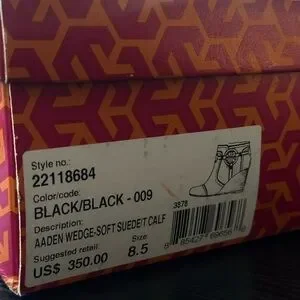 Style no.:
22118684
Color/code:
BLACK/BLACK - 009
Description:
AADEN WEDGE-SOFT SUEDE/T CALF
Suggested retail: Size:
US$ 350.00 8.5
3878